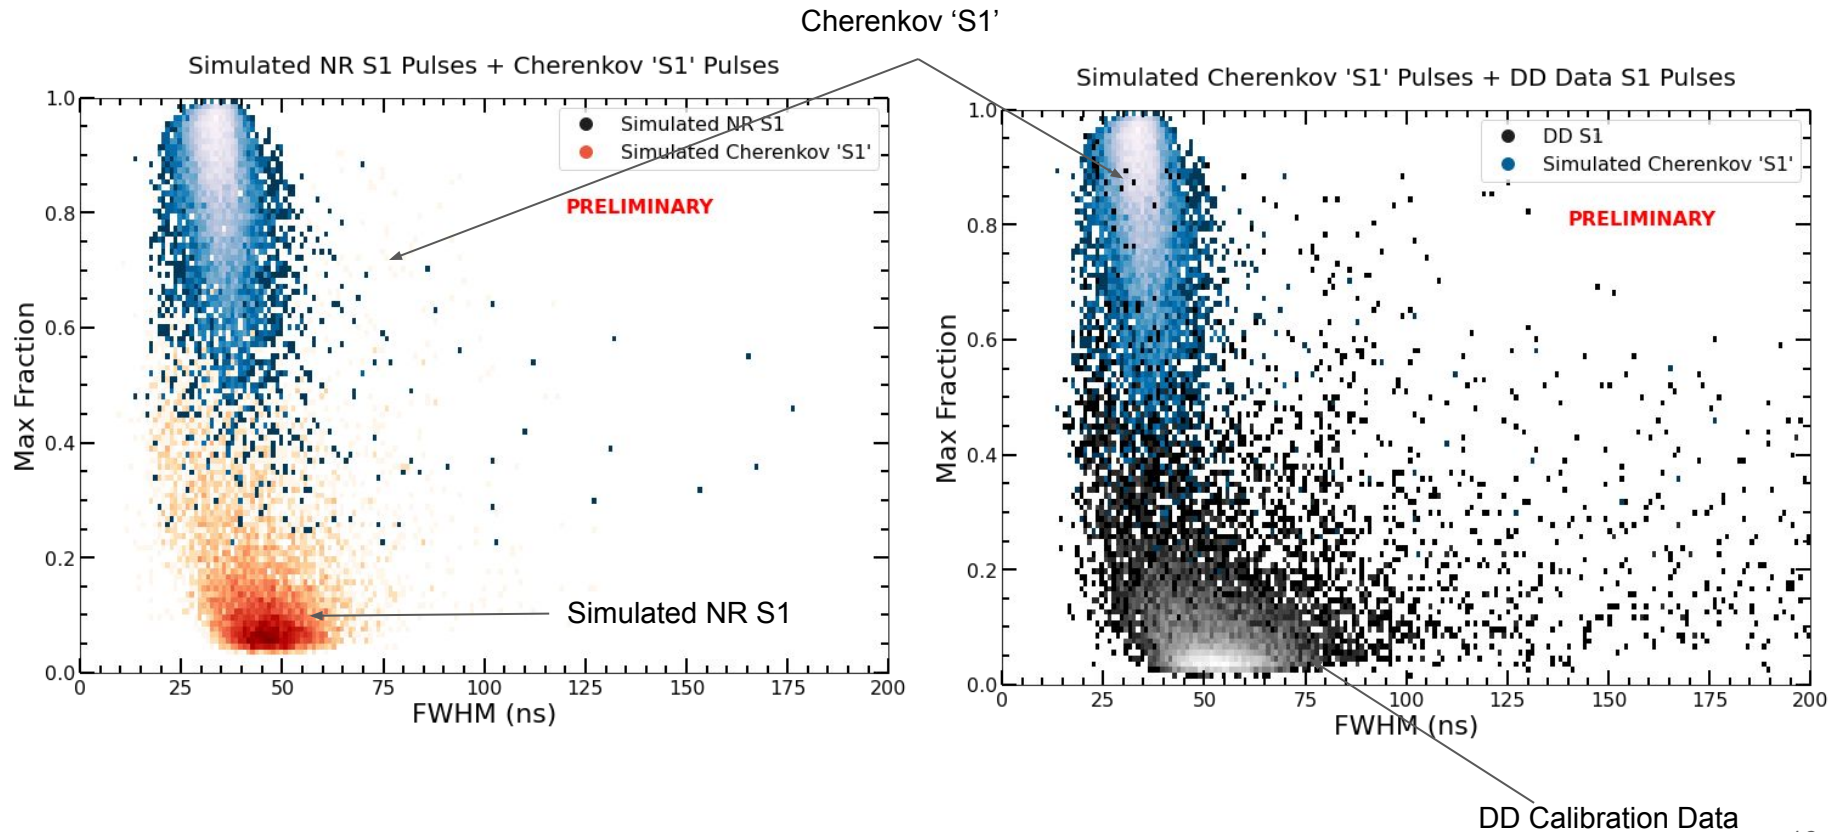 Cherenkov ‘S1’
Simulated NR S1 Pulses + Cherenkov 'S1' Pulses
1.0
0.8
0.6
0.4
0.2
0.0
Max Fraction
Simulated NR S1
Simulated Cherenkov 'S1'
PRELIMINARY
Simulated NR S1
0 25 50 75 100 125 150 175 200
FWHM (ns)
Simulated Cherenkov 'S1' Pulses + DD Data S1 Pulses
1.0
0.8
0.6
0.4
0.2
0.0
Max Fraction
DD S1
Simulated Cherenkov 'S1'
PRELIMINARY
0 25 50 75 100 125 150 175 200
FWHM (ns)
DD Calibration Data